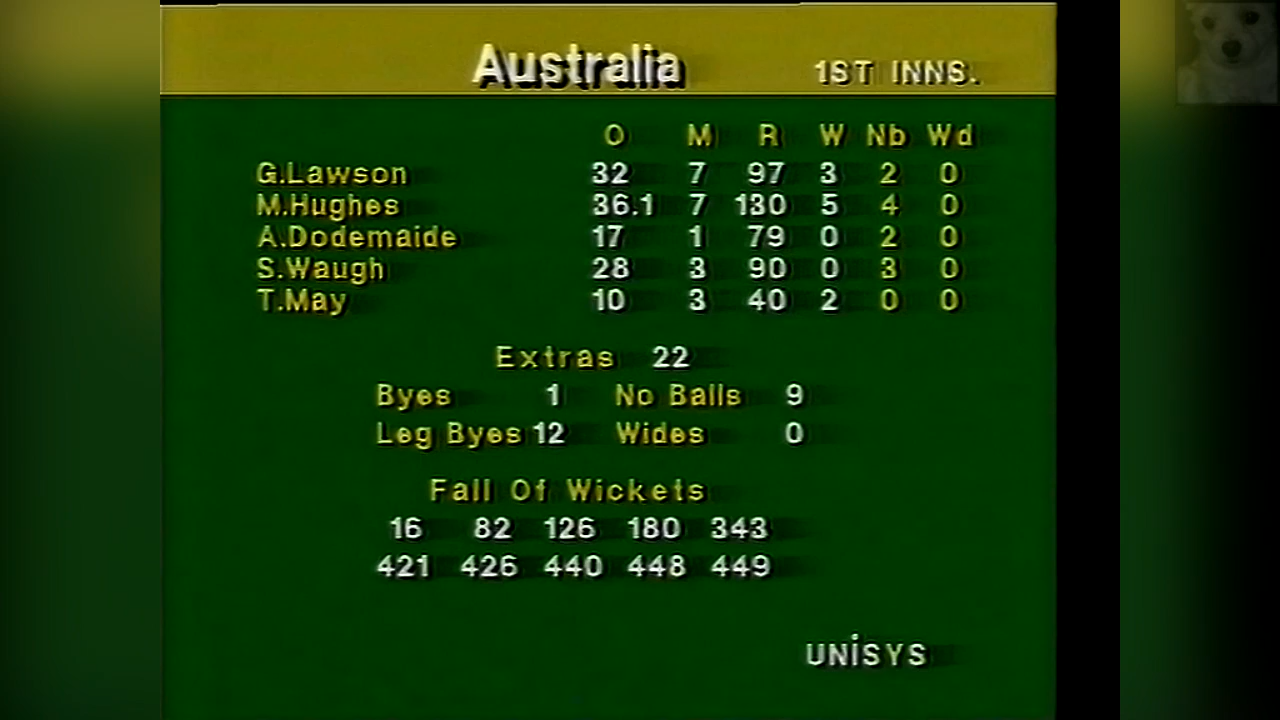 Australia 1ST INNS.
O M R W Nb Wd
G.Lawson 32 7 97 3 2 0
M.Hughes 36.1 7 130 5 4 0
A.Dodemaide 17 1 79 0 2 0
S.Waugh 28 3 90 0 3 0
T.May 10 3 40 2 0 0
Extras 22
Byes 1 No Balls 9
Leg Byes 12 Wides 0
Fall Of Wickets
16 82 126 180 343
421 426 440 448 449
UNiSYS